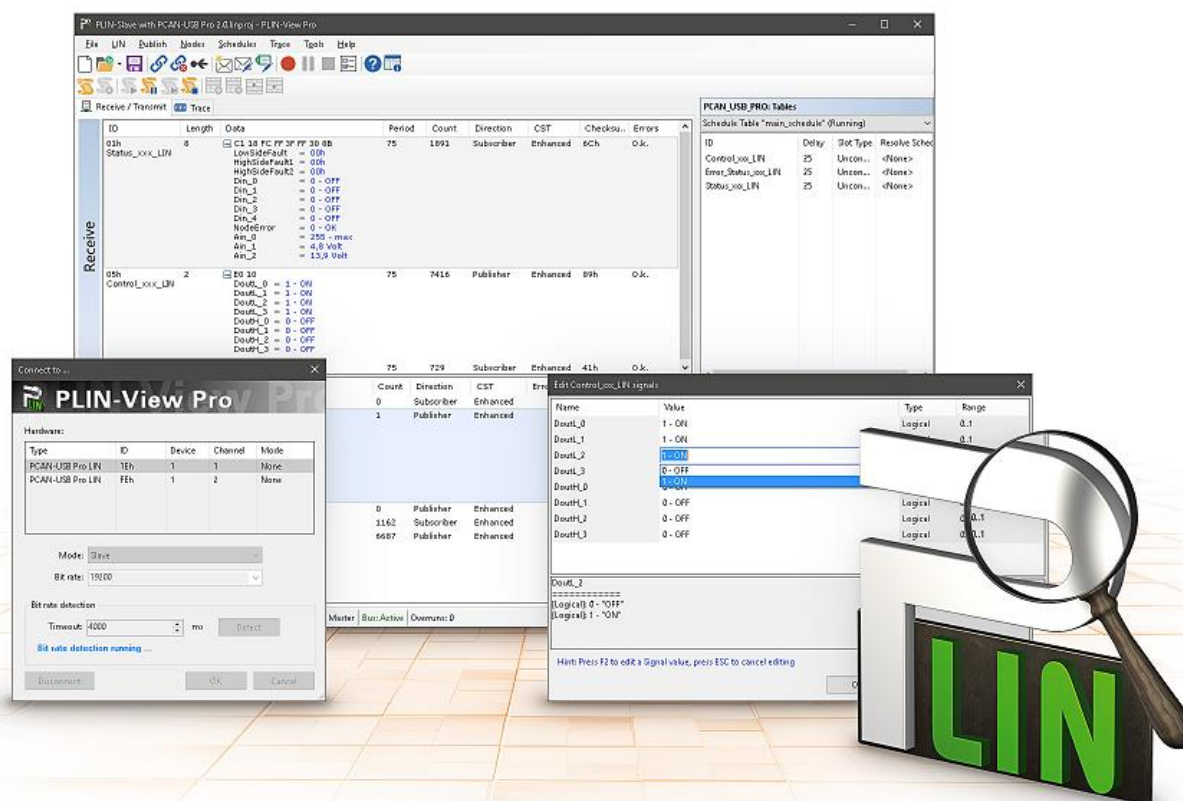 PLIN-Slave with PCAN-USB Pro 2.0.linproj - PLIN-View Pro
File LIN Publish Nodes Schedules Trace Tools Help
Receive / Transmit Trace
ID Length Data Period Count Direction CST Checksu... Errors
01h 8 C1 18 FC FF 3F FF 3D 8B 75 1891 Subscriber Enhanced 6Ch O.k.
Status_xxx_LIN LowSideFault = 00h
HighSideFault1 = 00h
HighSideFault2 = 00h
Din_0 = 0 - OFF
Din_1 = 0 - OFF
Din_2 = 0 - OFF
Din_3 = 0 - OFF
Din_4 = 0 - OFF
NodeError = 0 - OK
Ain_0 = 255 - max
Ain_1 = 4,8 Volt
Ain_2 = 13,9 Volt
Receive
05h 2 E0 10 75 7416 Publisher Enhanced 89h O.k.
Control_xxx_LIN DoutL_0 = 1 - ON
DoutL_1 = 1 - ON
DoutL_2 = 1 - ON
DoutL_3 = 1 - ON
DoutH_0 = 0 - OFF
DoutH_1 = 0 - OFF
DoutH_2 = 0 - OFF
DoutH_3 = 0 - OFF
75 729 Subscriber Enhanced 41h O.k.
PCAN_USB_PRO: Tables
Schedule Table "main_schedule" (Running)
ID Delay Slot Type Resolve Sched
Control_xxx_LIN 25 Uncon... <None>
Error_Status_xxx_LIN 25 Uncon... <None>
Status_xxx_LIN 25 Uncon... <None>
Count Direction CST
0 Subscriber Enhanced
1 Publisher Enhanced
0 Publisher Enhanced
1162 Subscriber Enhanced
6687 Publisher Enhanced
Master Bus: Active Overruns: 0
Connect to ...
PLIN-View Pro
Hardware:
Type ID Device Channel Mode
PCAN-USB Pro LIN 1Eh 1 1 None
PCAN-USB Pro LIN FEh 1 2 None
Mode: Slave
Bit rate: 19200
Bit rate detection
Timeout: 4000 ms Detect
Bit rate detection running ....
Disconnect OK Cancel
Edit Control_xxx_LIN signals
Name Value Type Range
DoutL_0 1 - ON Logical 0..1
DoutL_1 1 - ON 0..1
DoutL_2 1 - ON
DoutL_3 0 - OFF
1 - ON
DoutH_0
DoutH_1 0 - OFF Logical
DoutH_2 0 - OFF Logical 0..1
DoutH_3 0 - OFF Logical 0..1
DoutL_2
=============
(Logical): 0 - "OFF"
(Logical): 1 - "ON"
Hint: Press F2 to edit a Signal value, press ESC to cancel editing
LIN